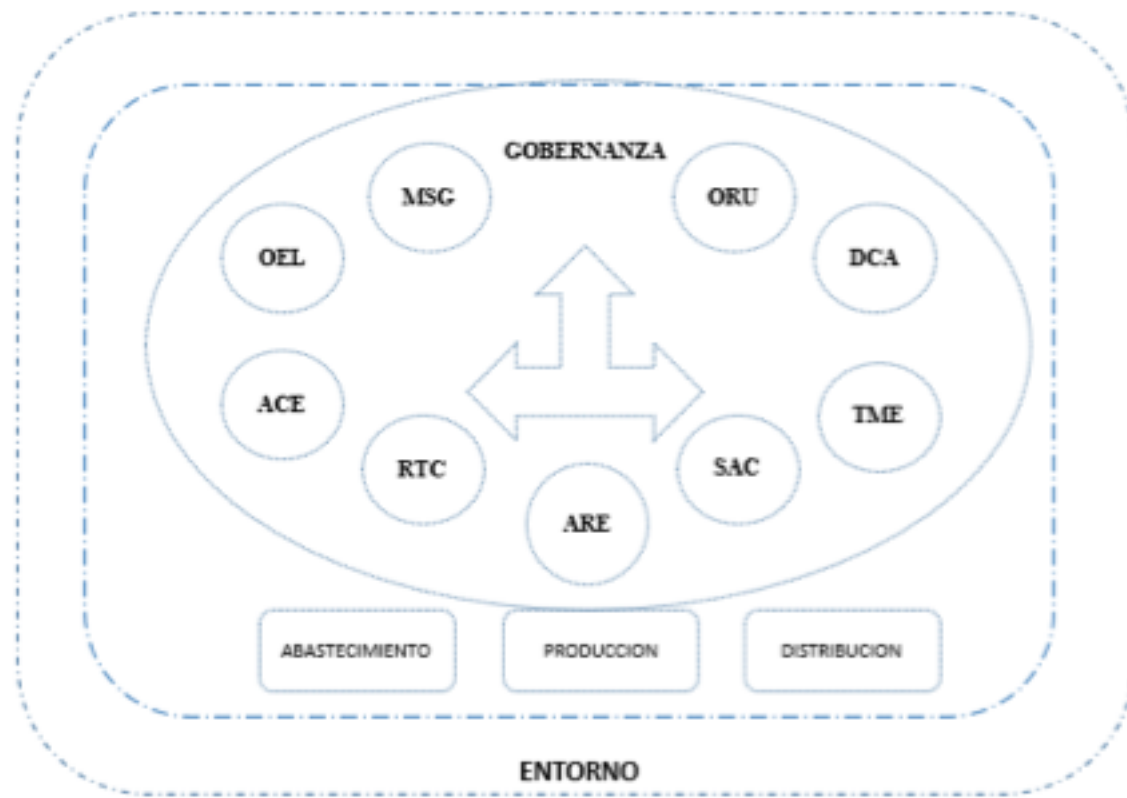 GOBERNANZA
MSG
ORU
OEL
DCA
ACE
TME
RTC
SAC
ARE
ABASTECIMIENTO
PRODUCCION
DISTRIBUCION
ENTORNO